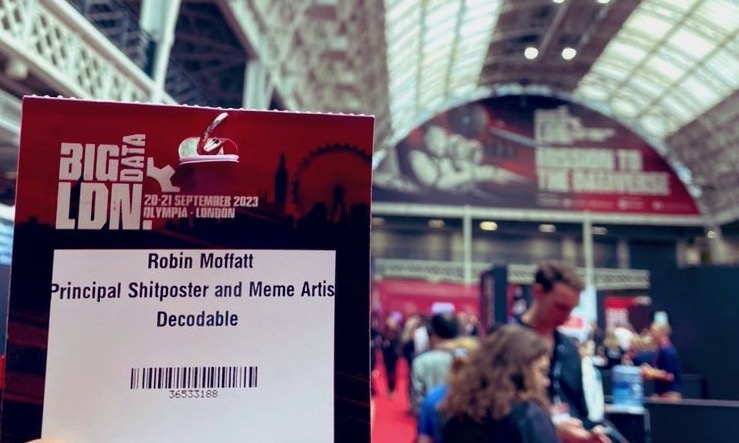 BIG DATA
LDN.
20-21 SEPTEMBER 2023
OLYMPIA · LONDON
Robin Moffatt
Principal Shitposter and Meme Artis
Decodable
36533188
MISSION TO
THE DATAVERSE